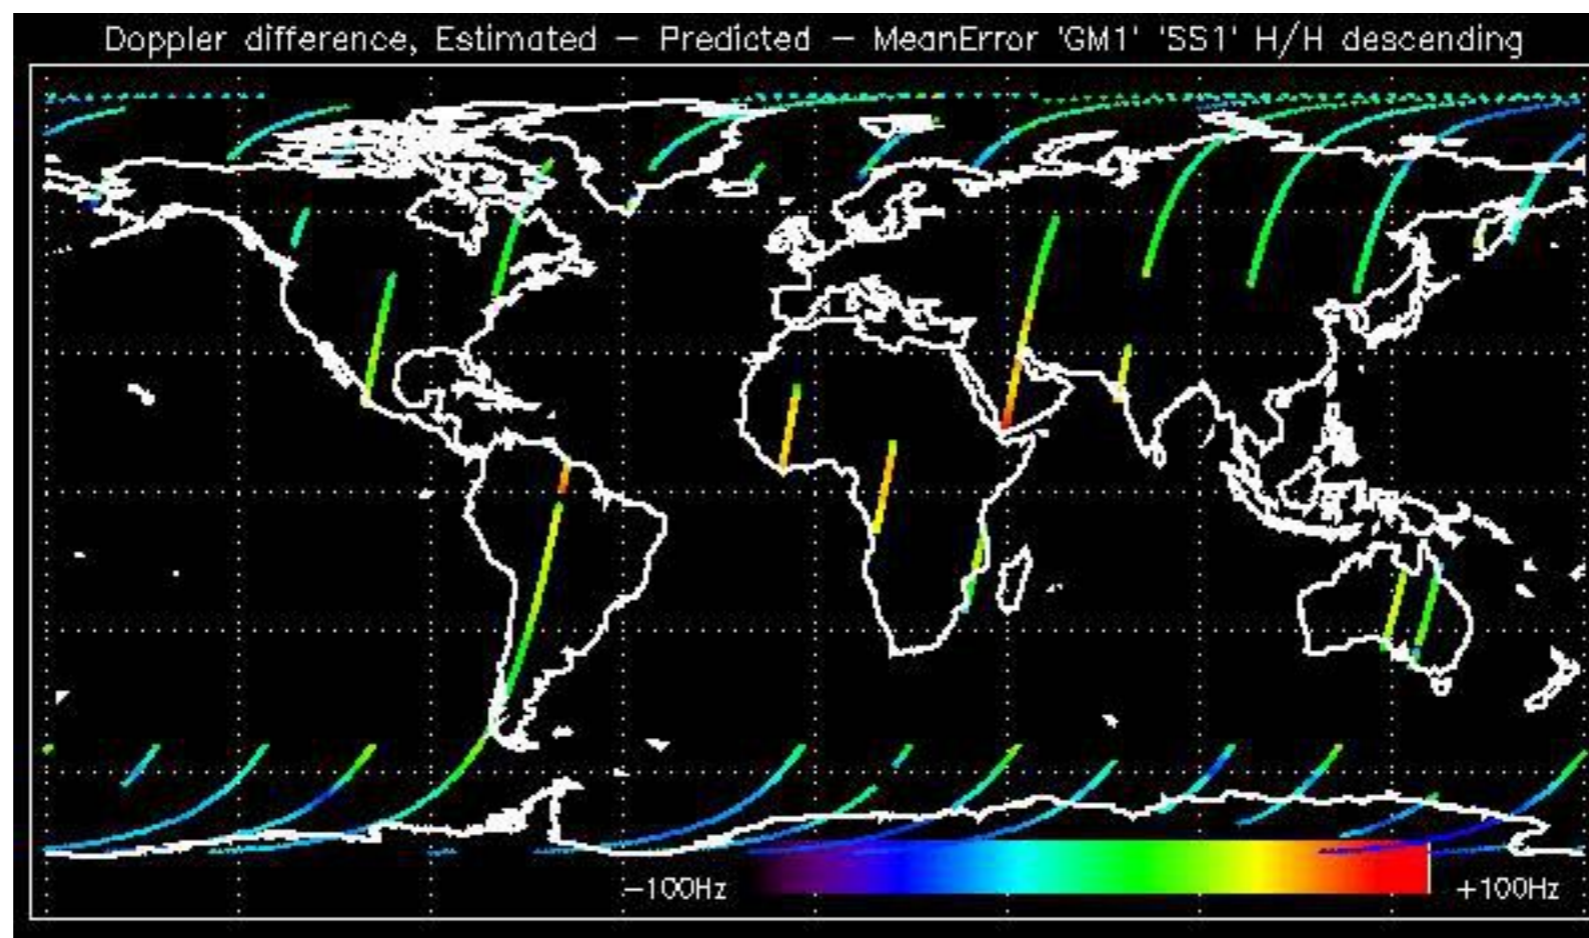 Doppler difference, Estimated – Predicted – MeanError 'GM1' 'SS1' H/H descending
–100Hz +100Hz